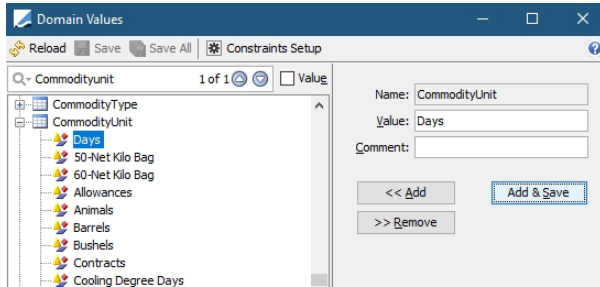 Domain Values
Reload Save Save All Constraints Setup
Commodityunit 1 of 1 Value
CommodityType
CommodityUnit
Days
50-Net Kilo Bag
60-Net Kilo Bag
Allowances
Animals
Barrels
Bushels
Contracts
Cooling Degree Days
Name: CommodityUnit
Value: Days
Comment:
<< Add Add & Save
>> Remove